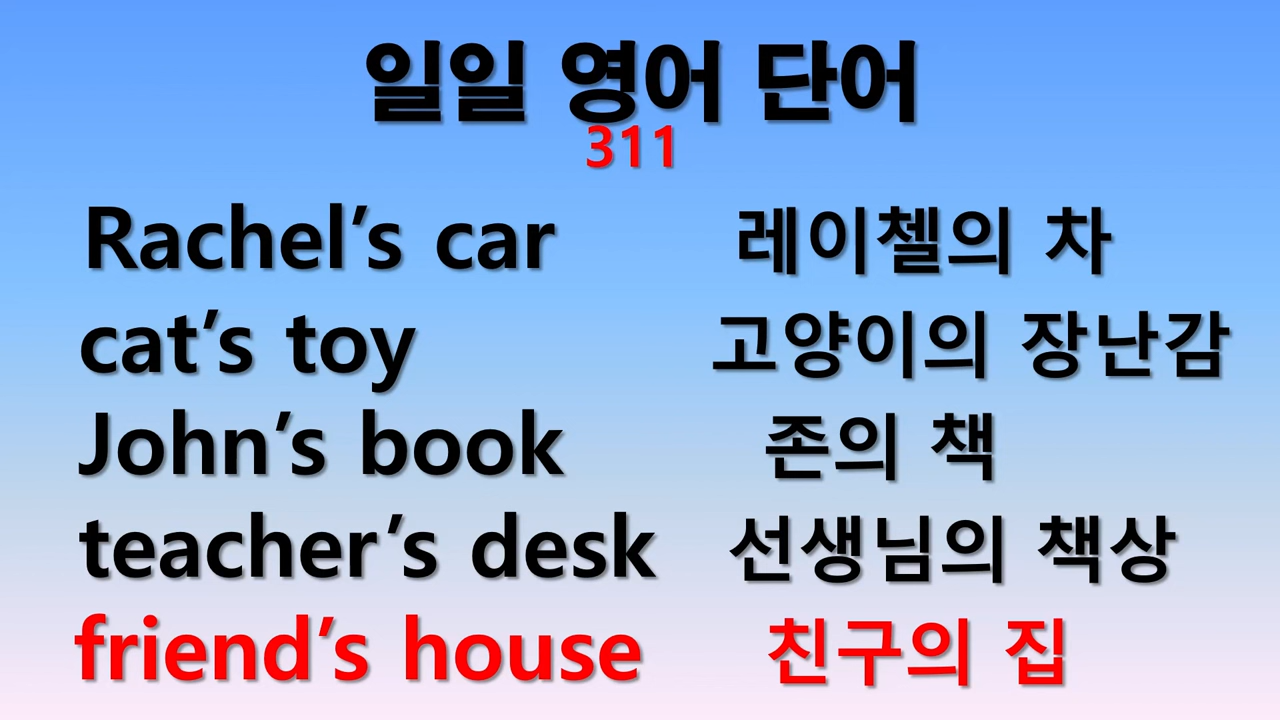 일일 영어 단어
311
Rachel’s car 레이첼의 차
cat’s toy 고양이의 장난감
John’s book 존의 책
teacher’s desk 선생님의 책상
friend’s house 친구의 집